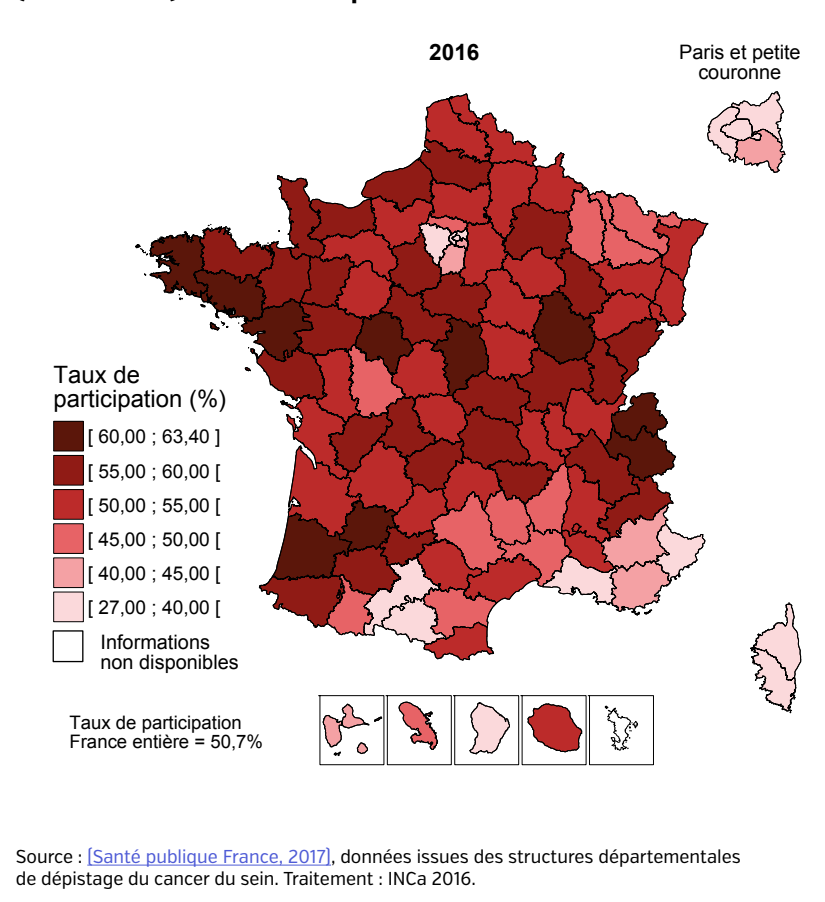 2016
Paris et petite
couronne
Taux de
participation (%)
[ 60,00 ; 63,40 ]
[ 55,00 ; 60,00 [
[ 50,00 ; 55,00 [
[ 45,00 ; 50,00 [
[ 40,00 ; 45,00 [
[ 27,00 ; 40,00 [
Informations
non disponibles
Taux de participation
France entière = 50,7%
Source : [Santé publique France, 2017], données issues des structures départementales
de dépistage du cancer du sein. Traitement : INCa 2016.